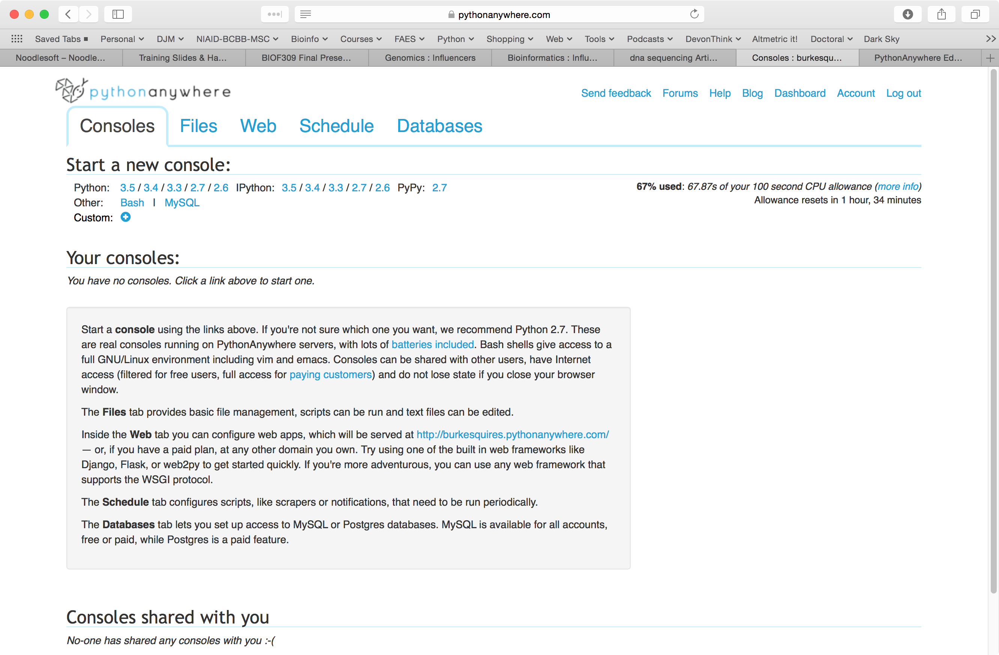 pythonanywhere.com
Saved Tabs Personal DJM NIAID-BCBB-MSC Bioinfo Courses FAES Python Shopping Web Tools Podcasts DevonThink Altmetric it! Doctoral Dark Sky
Noodlesoft – Noodle... Training Slides & Ha... BIOF309 Final Prese... Genomics : Influencers Bioinformatics : Influ... dna sequencing Arti... Consoles : burkesqu... PythonAnywhere Ed...
pythonanywhere
Send feedback Forums Help Blog Dashboard Account Log out
Consoles Files Web Schedule Databases
Start a new console:
Python: 3.5 / 3.4 / 3.3 / 2.7 / 2.6 IPython: 3.5 / 3.4 / 3.3 / 2.7 / 2.6 PyPy: 2.7
Other: Bash | MySQL
Custom:
67% used: 67.87s of your 100 second CPU allowance (more info)
Allowance resets in 1 hour, 34 minutes
Your consoles:
You have no consoles. Click a link above to start one.
Start a console using the links above. If you're not sure which one you want, we recommend Python 2.7. These
are real consoles running on PythonAnywhere servers, with lots of batteries included. Bash shells give access to a
full GNU/Linux environment including vim and emacs. Consoles can be shared with other users, have Internet
access (filtered for free users, full access for paying customers) and do not lose state if you close your browser
window.
The Files tab provides basic file management, scripts can be run and text files can be edited.
Inside the Web tab you can configure web apps, which will be served at http://burkesquires.pythonanywhere.com/
— or, if you have a paid plan, at any other domain you own. Try using one of the built in web frameworks like
Django, Flask, or web2py to get started quickly. If you're more adventurous, you can use any web framework that
supports the WSGI protocol.
The Schedule tab configures scripts, like scrapers or notifications, that need to be run periodically.
The Databases tab lets you set up access to MySQL or Postgres databases. MySQL is available for all accounts,
free or paid, while Postgres is a paid feature.
Consoles shared with you
No-one has shared any consoles with you :-(